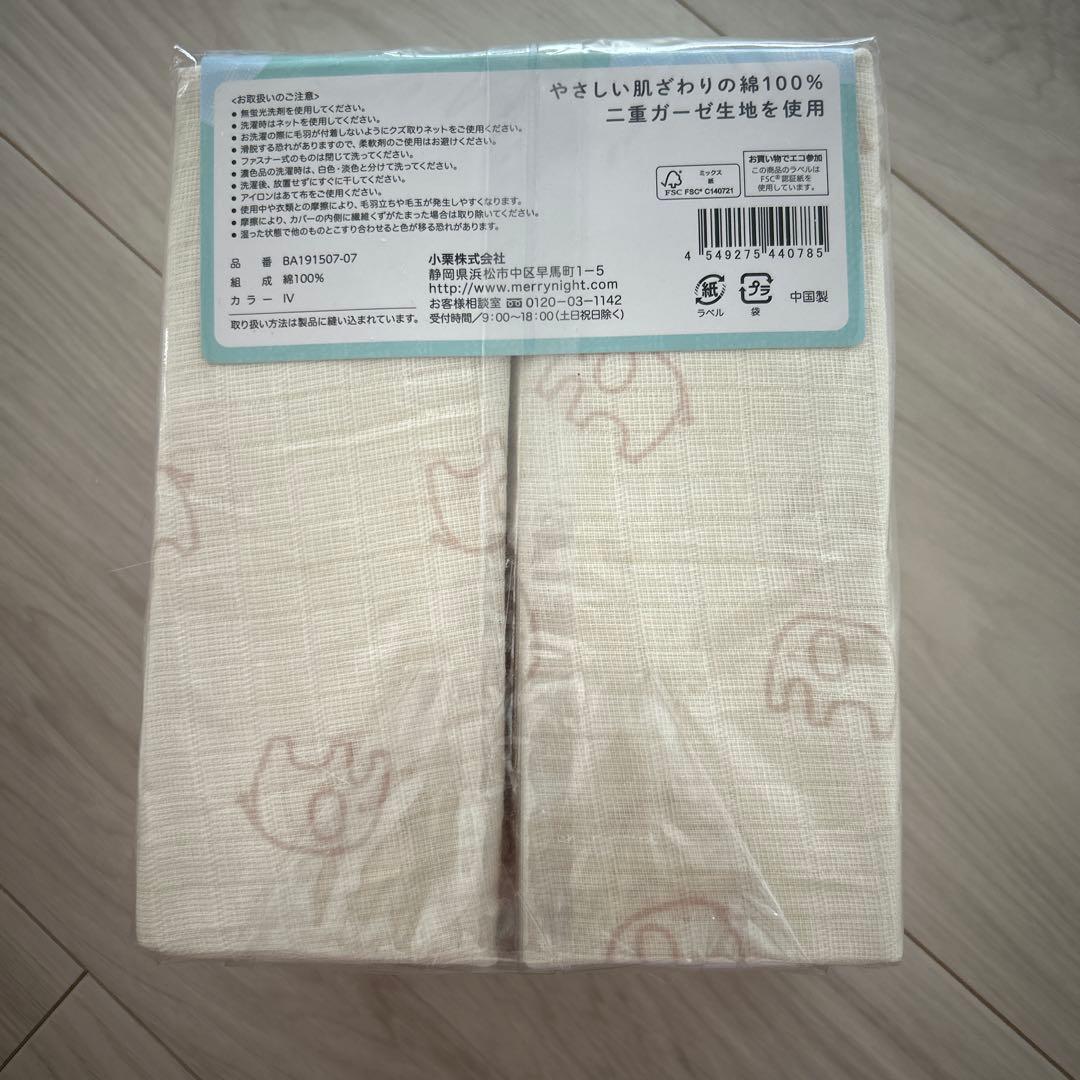 <お取扱いのご注意>
● 無蛍光洗剤を使用してください。
● 洗濯時はネットを使用してください。
● お洗濯の際に毛羽が付着しないようにクズ取りネットをご使用ください。
● 滑脱する恐れがありますので、柔軟剤のご使用はお避けください。
● ファスナー式のものは閉じて洗ってください。
● 濃色品の洗濯時は、白色・淡色と分けて洗ってください。
● 洗濯後、放置せずにすぐに干してください。
● アイロンはあて布をご使用ください。
● 使用中や衣類との摩擦により、毛羽立ちや毛玉が発生しやすくなります。
● 摩擦により、カバーの内側に繊維くずがたまった場合は取り除いてください。
● 湿った状態で他のものとこすり合わせると色が移る恐れがあります。
品番 BA191507-07
組成 綿100%
カラー IV
取り扱い方法は製品に縫い込まれています。
小栗株式会社
静岡県浜松市中区早馬町1−5
http://www.merrynight.com
お客様相談室 0120−03−1142
受付時間/9:00〜18:00(土日祝日除く)
やさしい肌ざわりの綿100%
二重ガーゼ生地を使用
FSC
ミックス
紙
FSC® C140721
お買い物でエコ参加
この商品のラベルは
FSC®認証紙を
使用しています。
4 549275 440785
紙
ラベル
プラ
袋
中国製